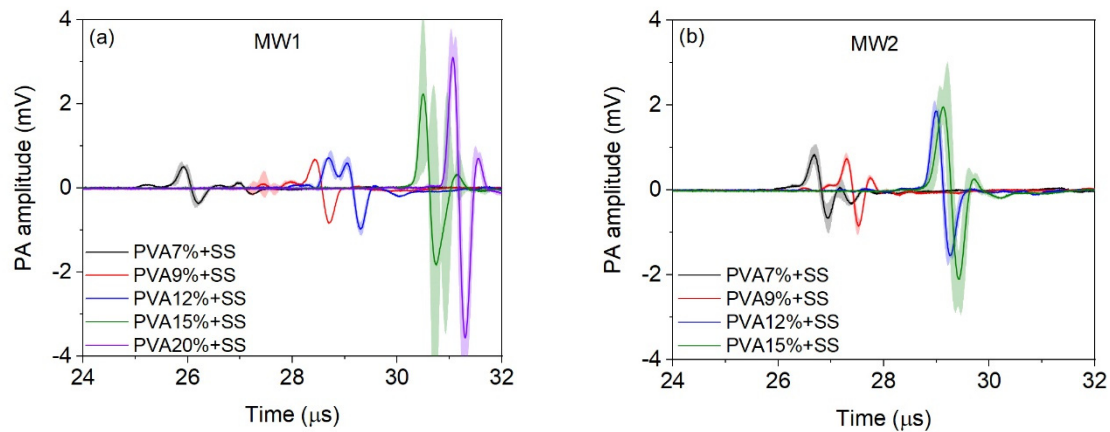 (a)
MW1
PA amplitude (mV)
4
2
0
-2
-4
PVA7%+SS
PVA9%+SS
PVA12%+SS
PVA15%+SS
PVA20%+SS
24 26 28 30 32
Time (μs)
(b)
MW2
PA amplitude (mV)
4
2
0
-2
-4
PVA7%+SS
PVA9%+SS
PVA12%+SS
PVA15%+SS
24 26 28 30 32
Time (μs)